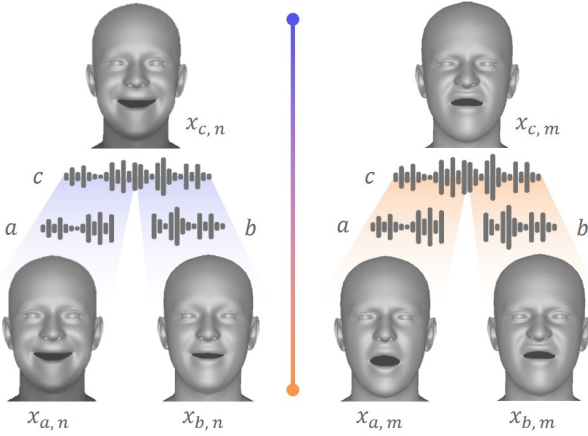 x_{c, n} x_{c, m}
c c
a b a b
x_{a, n} x_{b, n} x_{a, m} x_{b, m}